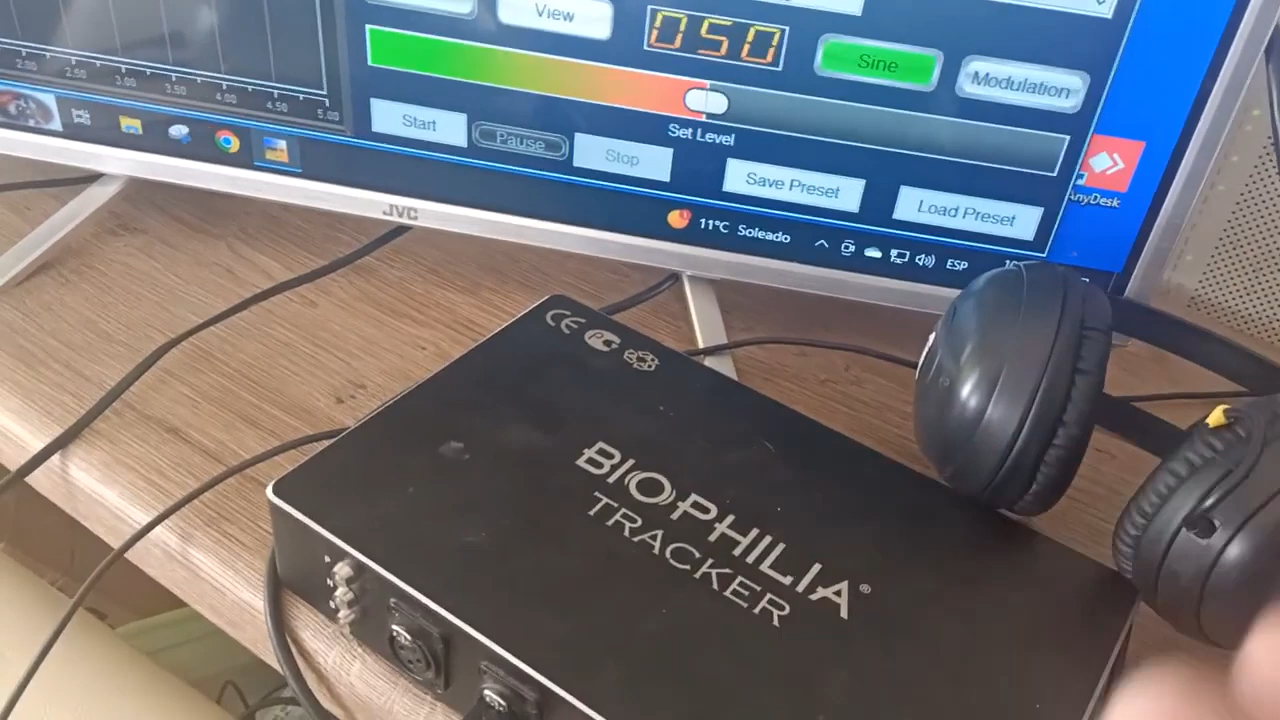 View
050
Sine
Modulation
2.00 2.50 3.00 3.50 4.00 4.50 5.00
Start
Pause
Stop
Set Level
Save Preset
Load Preset
AnyDesk
JVC
11°C Soleado
ESP
CE
BIOPHILIA®
TRACKER